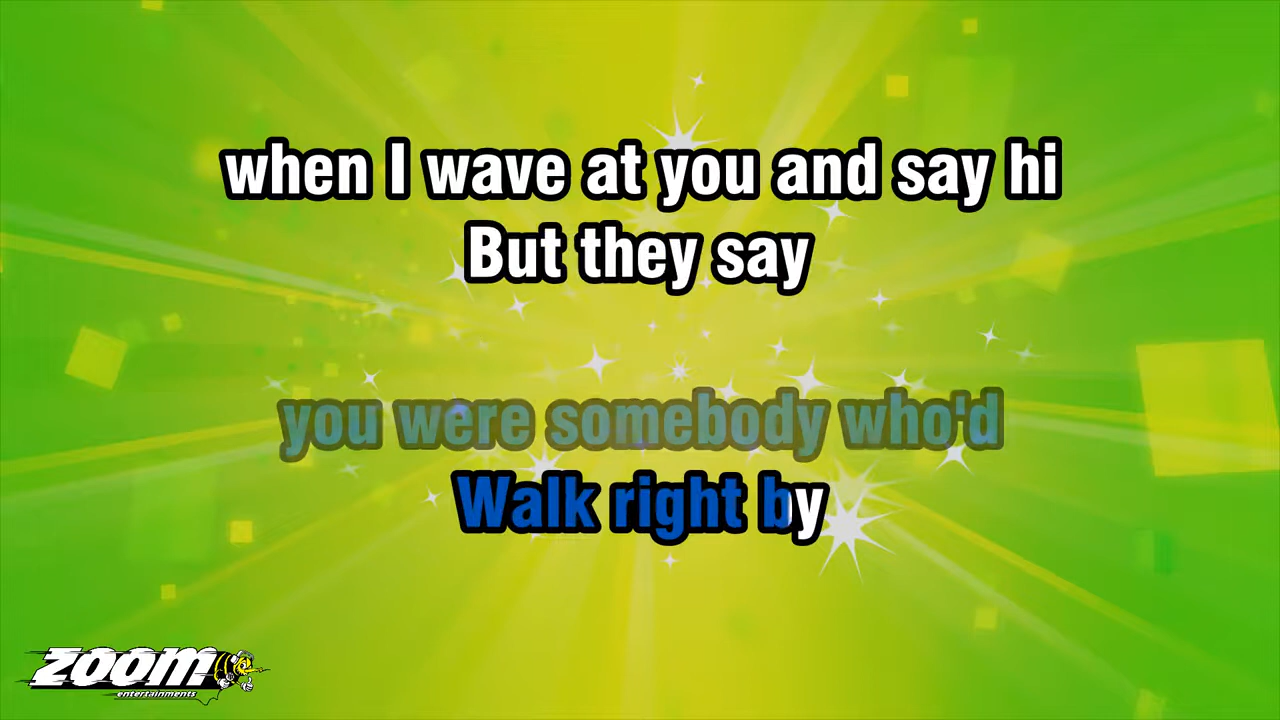 when I wave at you and say hi
But they say
you were somebody who'd
Walk right by
ZOOM
entertainments